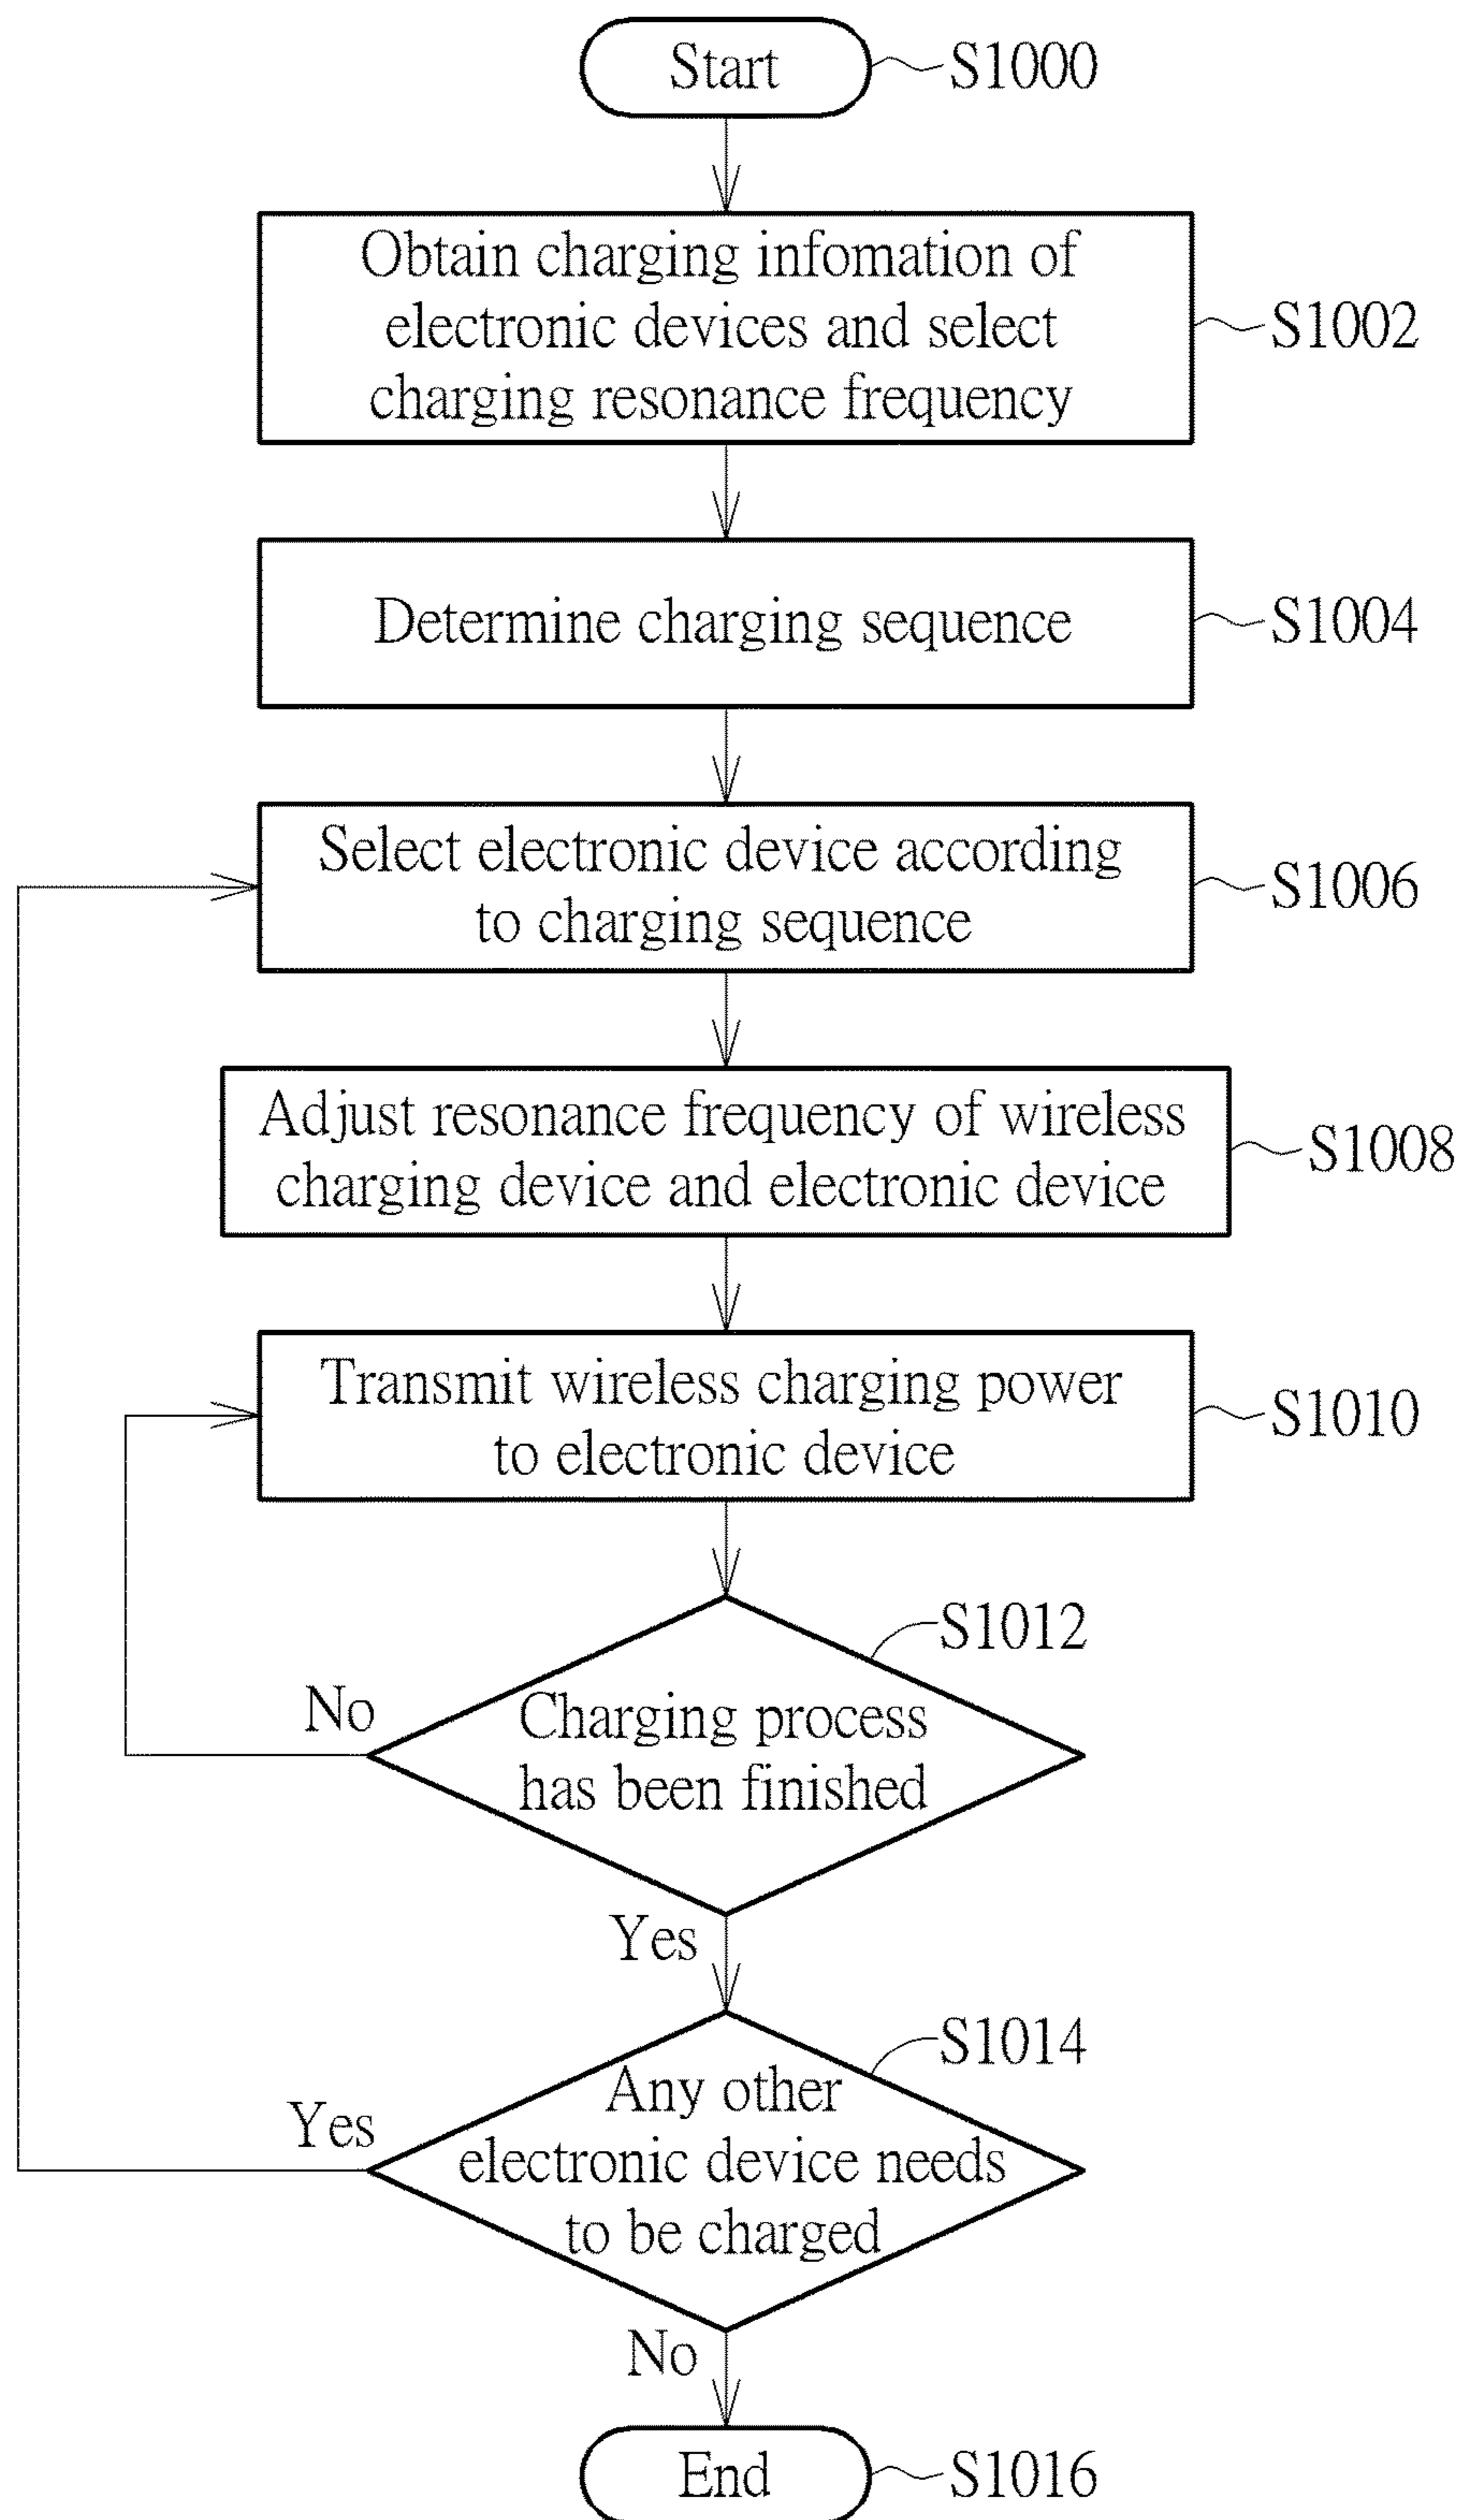 Start
S1000
Obtain charging infomation of
electronic devices and select
charging resonance frequency
S1002
Determine charging sequence
S1004
Select electronic device according
to charging sequence
S1006
Adjust resonance frequency of wireless
charging device and electronic device
S1008
Transmit wireless charging power
to electronic device
S1010
S1012
No
Charging process
has been finished
Yes
S1014
Yes
Any other
electronic device needs
to be charged
No
End
S1016